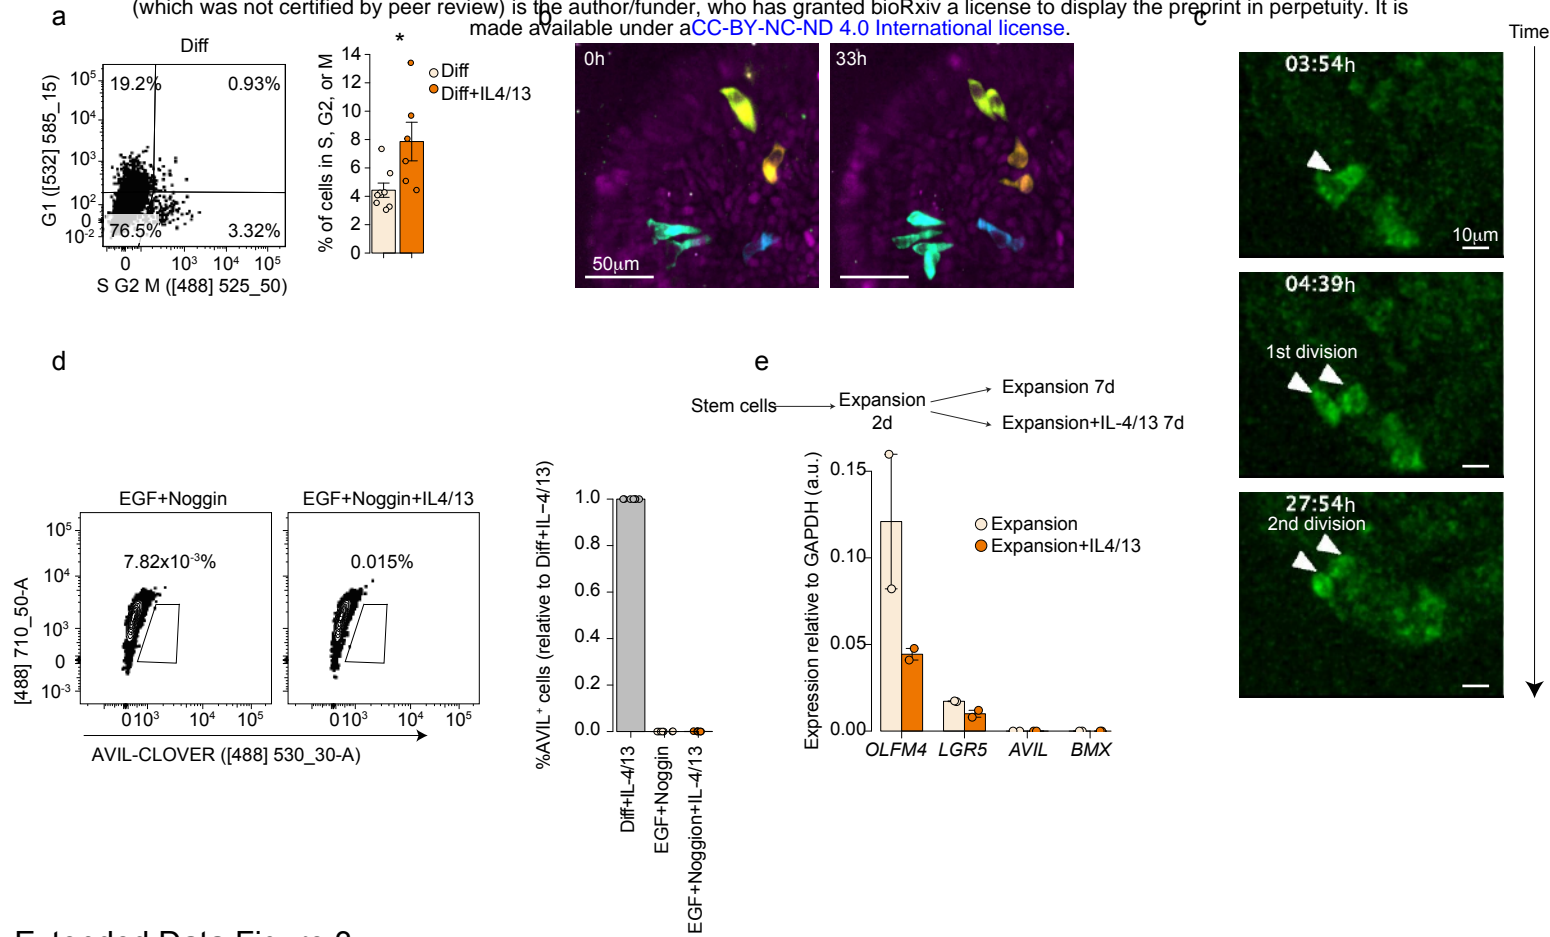 (which was not certified by peer review) is the author/funder, who has granted bioRxiv a license to display the preprint in perpetuity. It is
made available under aCC-BY-NC-ND 4.0 International license.
a
Diff
19.2%
0.93%
76.5%
3.32%
10⁵
10⁴
10³
10²
0
10⁻²
G1 ([532] 585_15)
0
10³
10⁴
10⁵
S G2 M ([488] 525_50)
% of cells in S, G2, or M
14
12
10
8
6
4
2
0
*
Diff
Diff+IL4/13
b
0h
50μm
33h
c
Time
03:54h
10μm
04:39h
1st division
27:54h
2nd division
d
EGF+Noggin
7.82x10⁻³%
EGF+Noggin+IL4/13
0.015%
[488] 710_50-A
10⁵
10⁴
10³
0
10⁻³
010³
10⁴
10⁵
010³
10⁴
10⁵
AVIL-CLOVER ([488] 530_30-A)
%AVIL⁺ cells (relative to Diff+IL−4/13)
1.0
0.8
0.6
0.4
0.2
0.0
Diff+IL-4/13
EGF+Noggin
EGF+Noggion+IL-4/13
e
Stem cells
Expansion
2d
Expansion 7d
Expansion+IL-4/13 7d
Expression relative to GAPDH (a.u.)
0.15
0.10
0.05
0.00
Expansion
Expansion+IL4/13
OLFM4
LGR5
AVIL
BMX